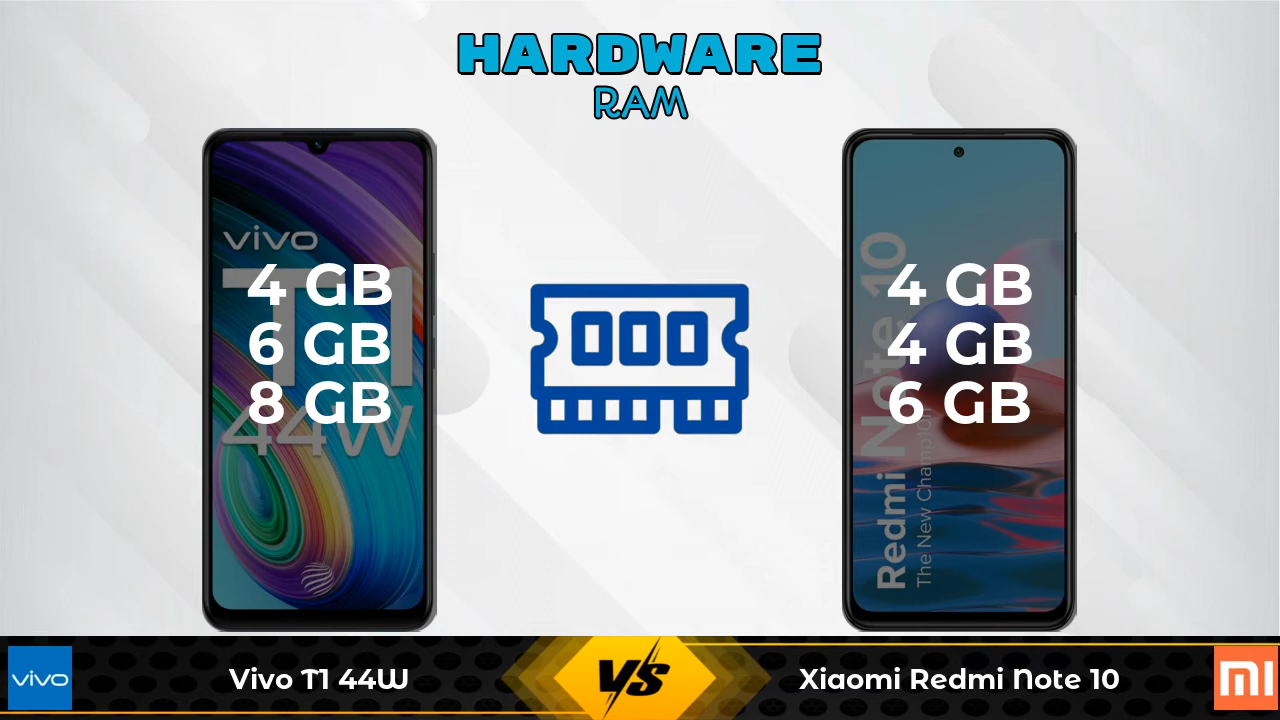 HARDWARE
RAM
vivo
T1
44W
4 GB
6 GB
8 GB
Redmi Note 10
The New Champion
4 GB
4 GB
6 GB
vivo
Vivo T1 44W
VS
Xiaomi Redmi Note 10
mi